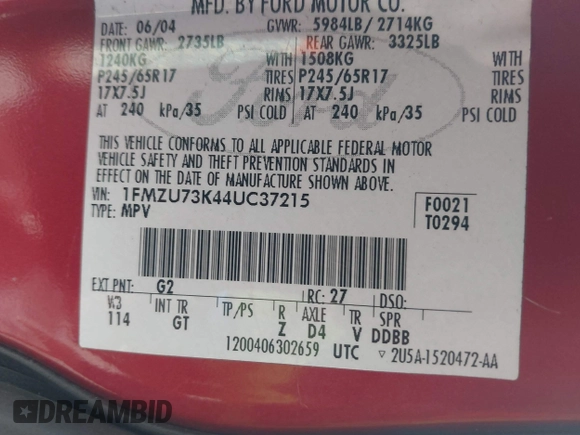 MFD. BY FORD MOTOR CO.
DATE: 06/04 GVWR: 5984LB / 2714KG
FRONT GAWR: 2735LB REAR GAWR: 3325LB
1240KG WITH 1508KG WITH
P245/65R17 TIRES P245/65R17 TIRES
17X7.5J RIMS 17X7.5J RIMS
AT 240 kPa/35 PSI COLD AT 240 kPa/35 PSI COLD
THIS VEHICLE CONFORMS TO ALL APPLICABLE FEDERAL MOTOR
VEHICLE SAFETY AND THEFT PREVENTION STANDARDS IN
EFFECT ON THE DATE OF MANUFACTURE SHOWN ABOVE.
VIN: 1FMZU73K44UC37215 F0021
TYPE: MPV T0294
EXT PNT: G2 RC: 27 DSO:
WB INT TR TP/PS R AXLE TR SPR
114 GT Z D4 V DDBB
1200406302659 UTC ▽ 2U5A-1520472-AA
Ford
DREAMBID